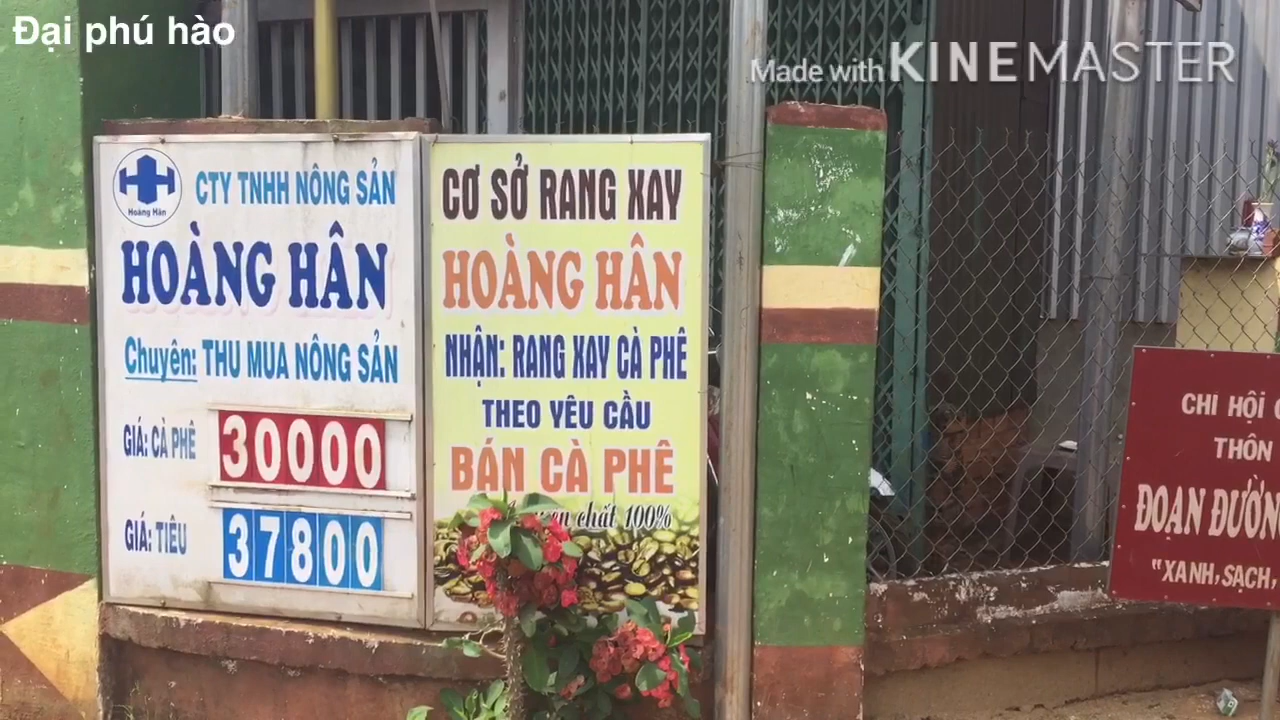 Đại phú hào
Made with KINEMASTER
Hoàng Hân
CTY TNHH NÔNG SẢN
HOÀNG HÂN
Chuyên: THU MUA NÔNG SẢN
GIÁ: CÀ PHÊ 30000
GIÁ: TIÊU 37800
CƠ SỞ RANG XAY
HOÀNG HÂN
NHẬN: RANG XAY CÀ PHÊ
THEO YÊU CẦU
BÁN CÀ PHÊ
chất 100%
CHI HỘI
THÔN
ĐOẠN ĐƯỜN
"XANH, SẠCH,